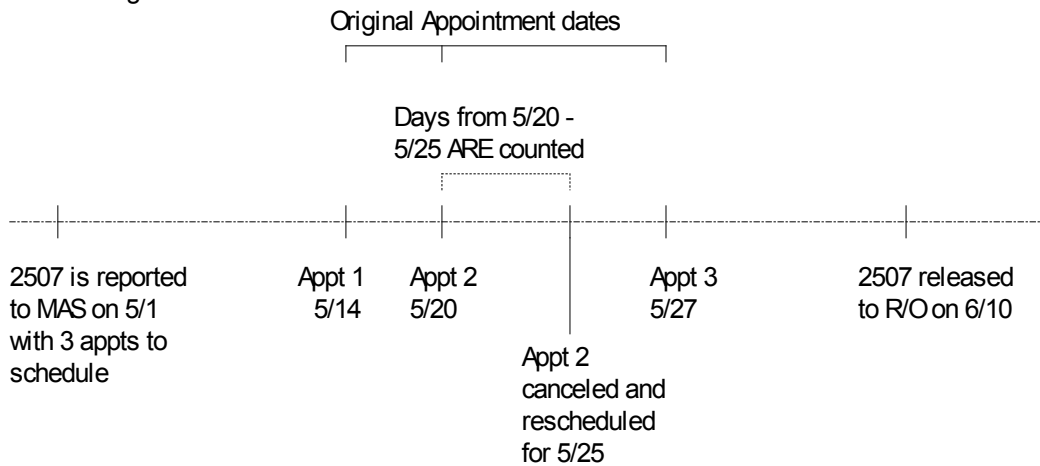 Original Appointment dates
Days from 5/20 -
5/25 ARE counted
2507 is reported
to MAS on 5/1
with 3 appts to
schedule
Appt 1
5/14
Appt 2
5/20
Appt 2
canceled and
rescheduled
for 5/25
Appt 3
5/27
2507 released
to R/O on 6/10